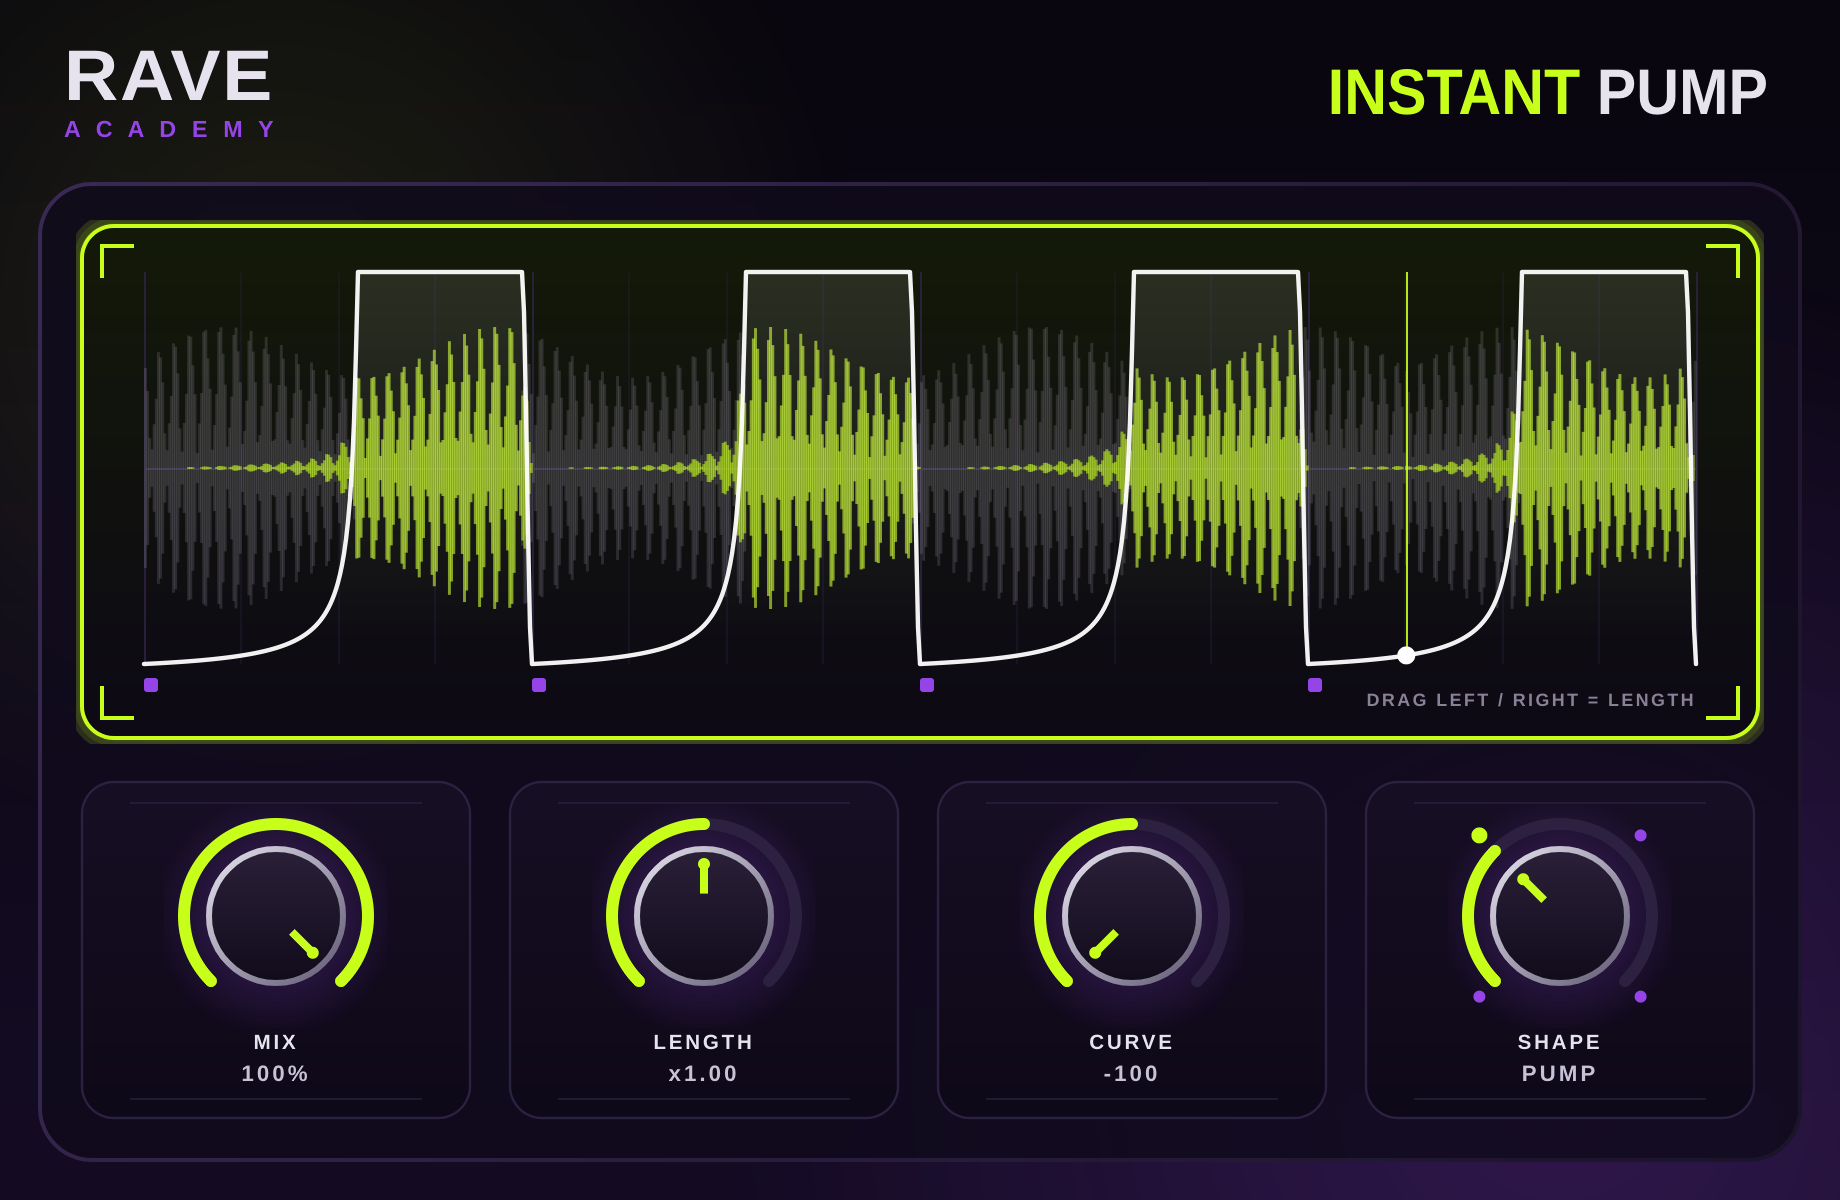 RAVE
ACADEMY
INSTANT PUMP
DRAG LEFT / RIGHT = LENGTH
MIX
100%
LENGTH
x1.00
CURVE
-100
SHAPE
PUMP